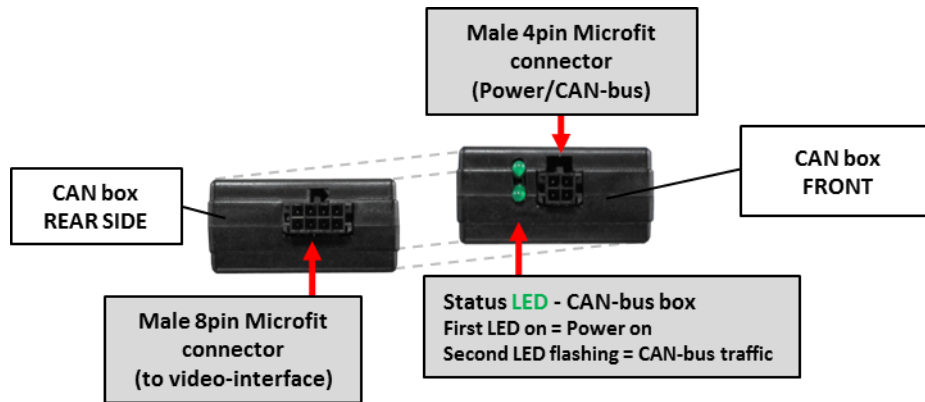 Male 4pin Microfit
connector
(Power/CAN-bus)
CAN box
REAR SIDE
CAN box
FRONT
Male 8pin Microfit
connector
(to video-interface)
Status LED - CAN-bus box
First LED on = Power on
Second LED flashing = CAN-bus traffic